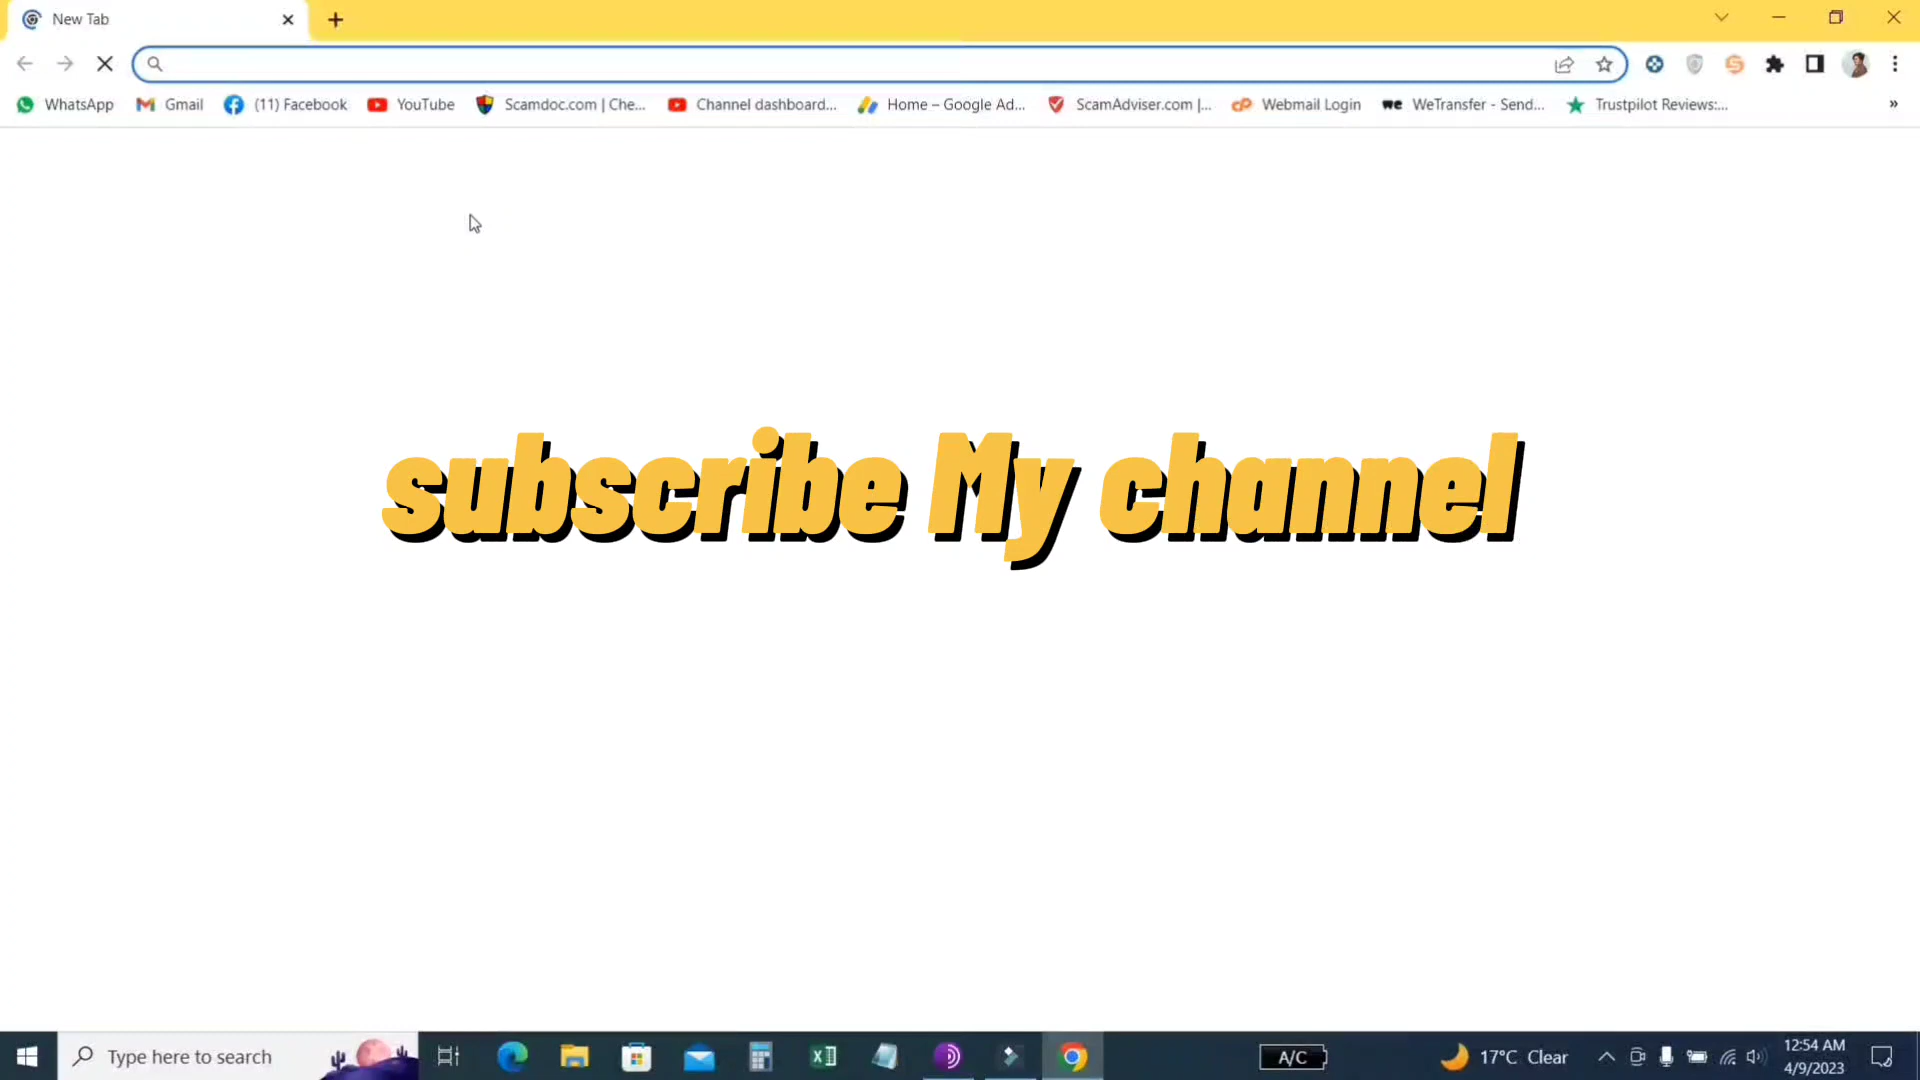 New Tab
WhatsApp Gmail (11) Facebook YouTube Scamdoc.com | Che... Channel dashboard... Home – Google Ad... ScamAdviser.com |... Webmail Login we WeTransfer - Send... Trustpilot Reviews:... »
subscribe My channel
Type here to search A/C 17°C Clear 12:54 AM
4/9/2023